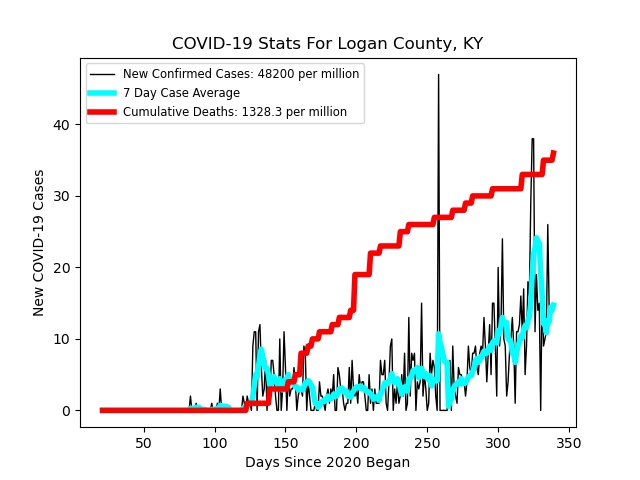 COVID-19 Stats For Logan County, KY
New Confirmed Cases: 48200 per million
7 Day Case Average
Cumulative Deaths: 1328.3 per million
New COVID-19 Cases
40
30
20
10
0
50 100 150 200 250 300 350
Days Since 2020 Began